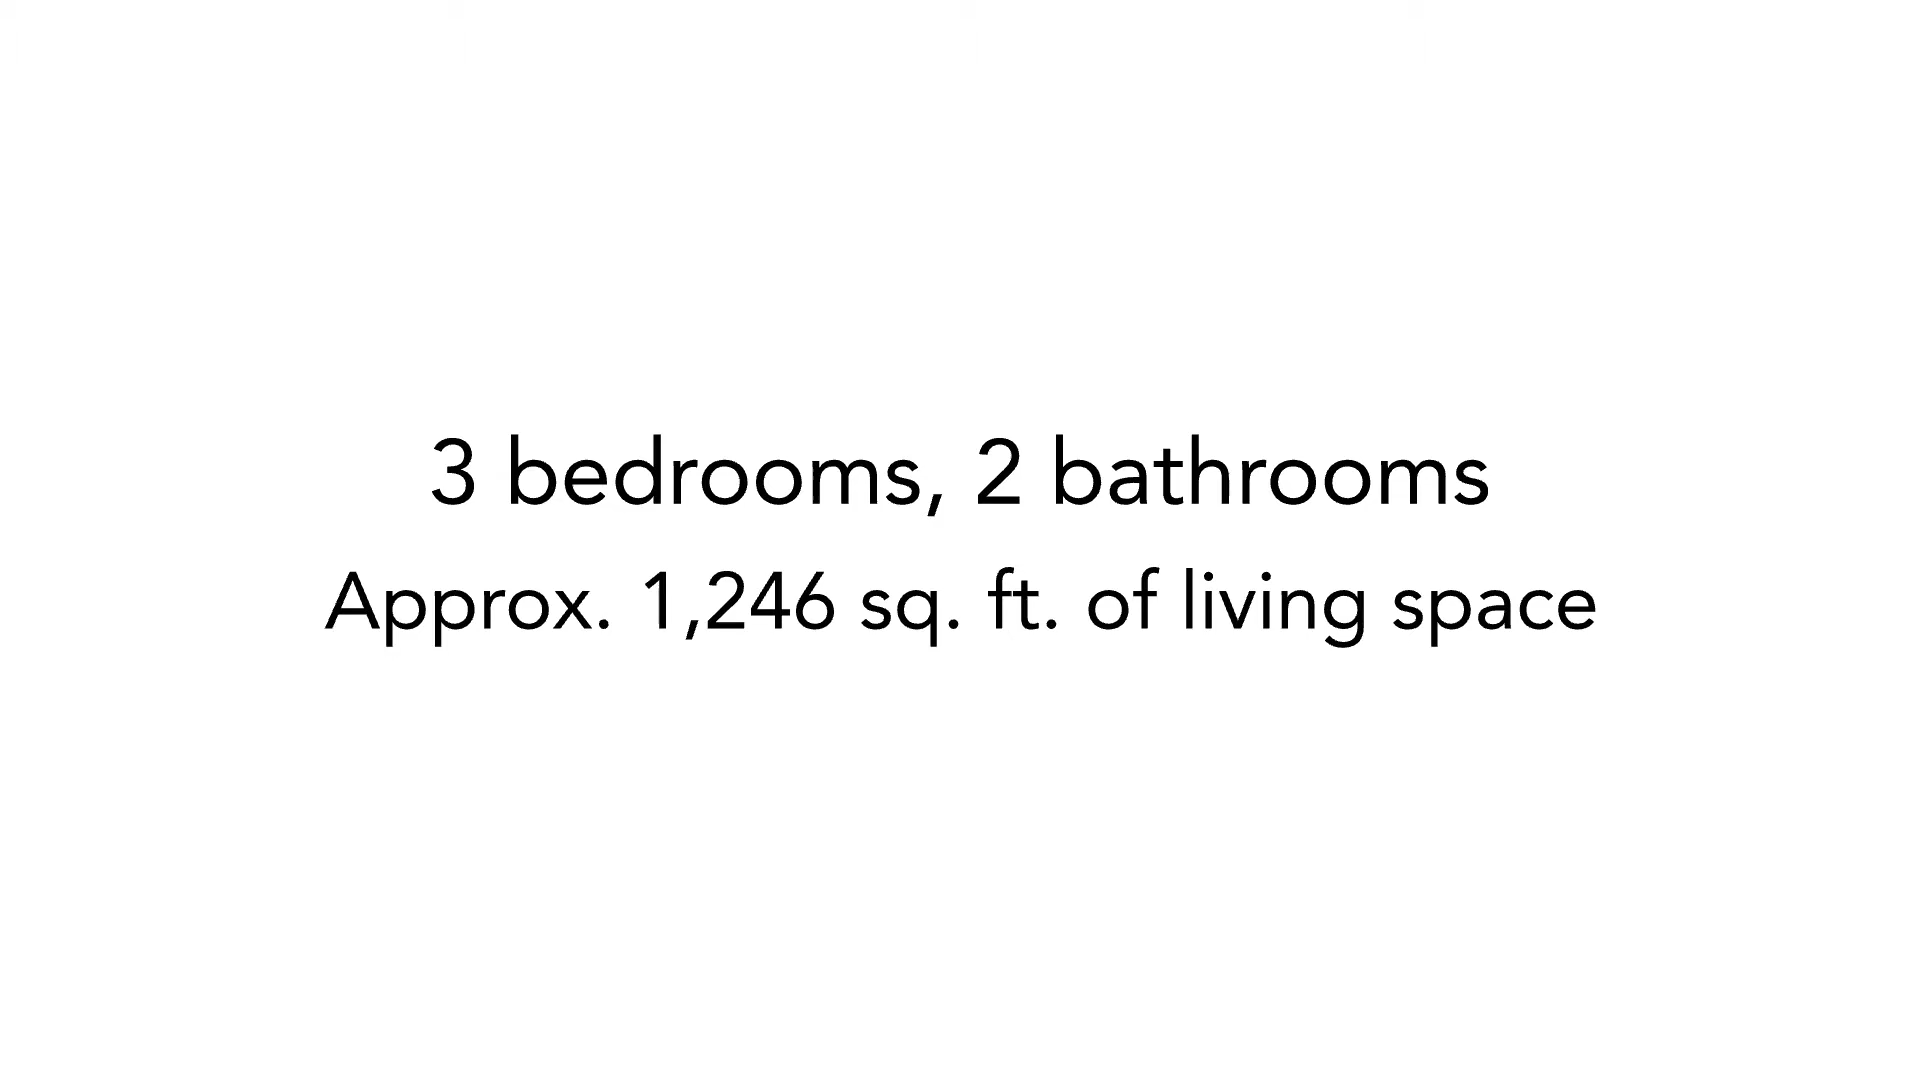 3 bedrooms, 2 bathrooms
Approx. 1,246 sq. ft. of living space